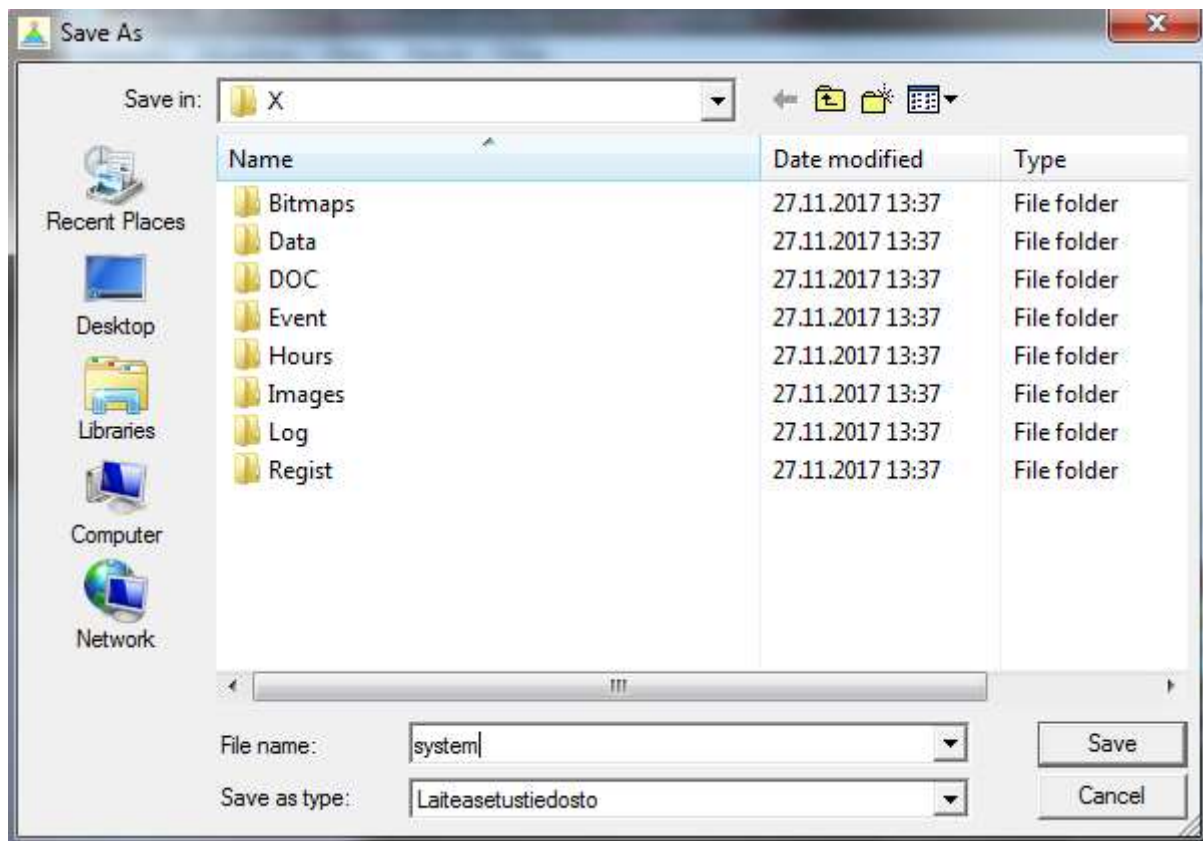 Save As
Save in: X
Name Date modified Type
Bitmaps 27.11.2017 13:37 File folder
Data 27.11.2017 13:37 File folder
DOC 27.11.2017 13:37 File folder
Event 27.11.2017 13:37 File folder
Hours 27.11.2017 13:37 File folder
Images 27.11.2017 13:37 File folder
Log 27.11.2017 13:37 File folder
Regist 27.11.2017 13:37 File folder
Recent Places
Desktop
Libraries
Computer
Network
File name: system Save
Save as type: Laiteasetustiedosto Cancel